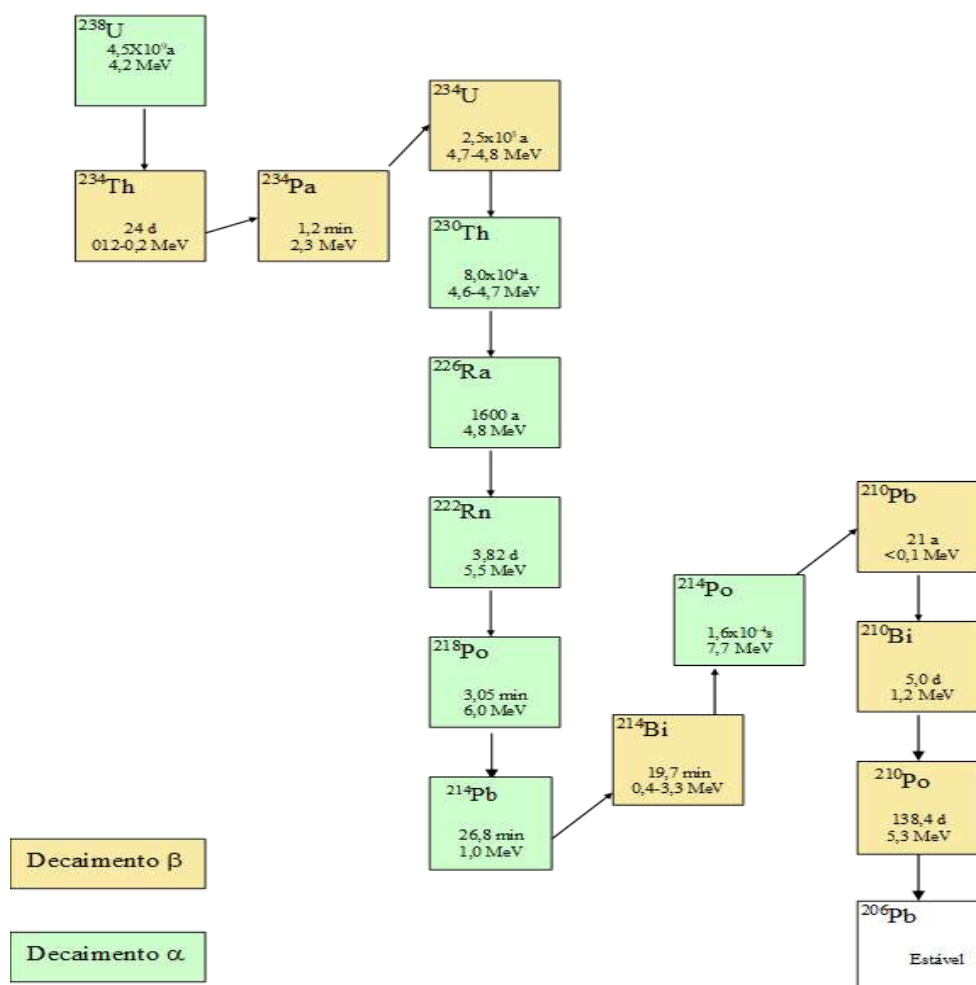 ²³⁸U
4,5X10⁹a
4,2 MeV
²³⁴Th
24 d
012-0,2 MeV
²³⁴Pa
1,2 min
2,3 MeV
²³⁴U
2,5x10⁵ a
4,7-4,8 MeV
²³⁰Th
8,0x10⁴a
4,6-4,7 MeV
²²⁶Ra
1600 a
4,8 MeV
²²²Rn
3,82 d
5,5 MeV
²¹⁸Po
3,05 min
6,0 MeV
²¹⁴Pb
26,8 min
1,0 MeV
²¹⁴Bi
19,7 min
0,4-3,3 MeV
²¹⁴Po
1,6x10⁻⁴s
7,7 MeV
²¹⁰Pb
21 a
<0,1 MeV
²¹⁰Bi
5,0 d
1,2 MeV
²¹⁰Po
138,4 d
5,3 MeV
²⁰⁶Pb
Estável
Decaimento β
Decaimento α